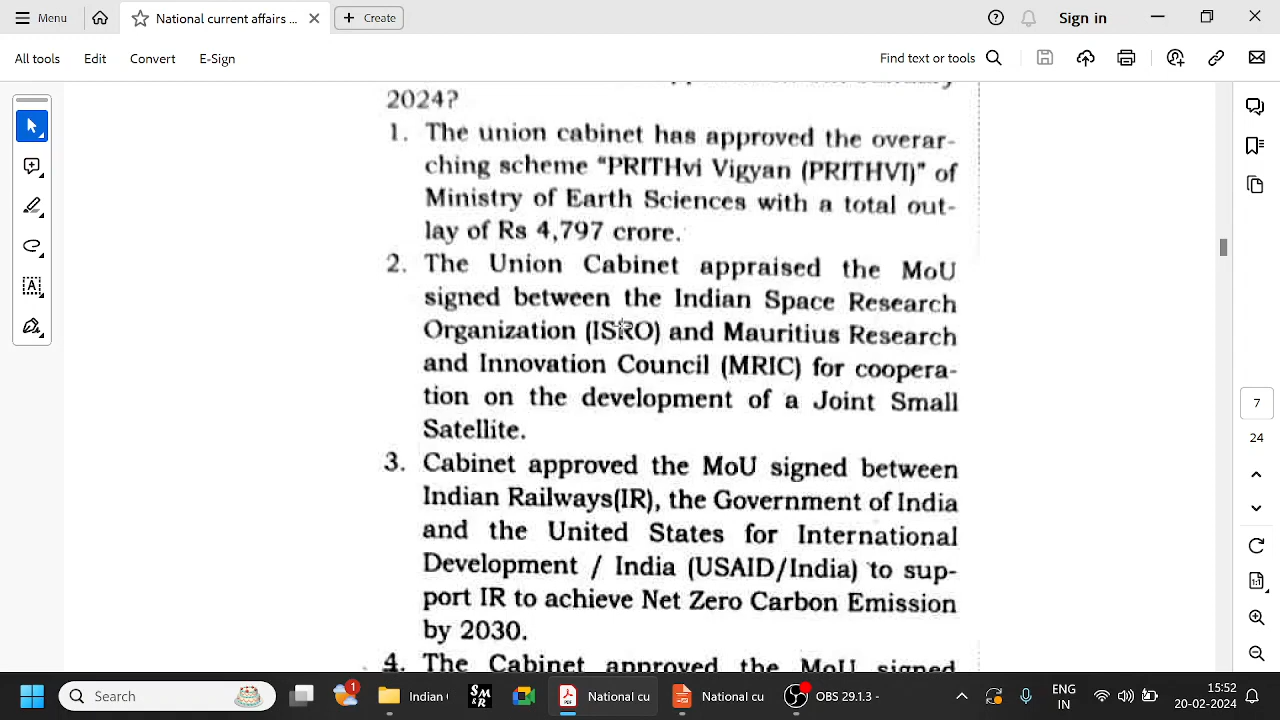 Menu
National current affairs ...
Create
Sign in
All tools
Edit
Convert
E-Sign
Find text or tools
2024?
1. The union cabinet has approved the overar-
ching scheme “PRITHvi Vigyan (PRITHVI)” of
Ministry of Earth Sciences with a total out-
lay of Rs 4,797 crore.
2. The Union Cabinet appraised the MoU
signed between the Indian Space Research
Organization (ISRO) and Mauritius Research
and Innovation Council (MRIC) for coopera-
tion on the development of a Joint Small
Satellite.
3. Cabinet approved the MoU signed between
Indian Railways(IR), the Government of India
and the United States for International
Development / India (USAID/India) to sup-
port IR to achieve Net Zero Carbon Emission
by 2030.
4. The Cabinet approved the MoU signed
7
24
Search
1
Indian
S M
& R
National cu
National cu
OBS 29.1.3 -
ENG
IN
15:52
20-02-2024